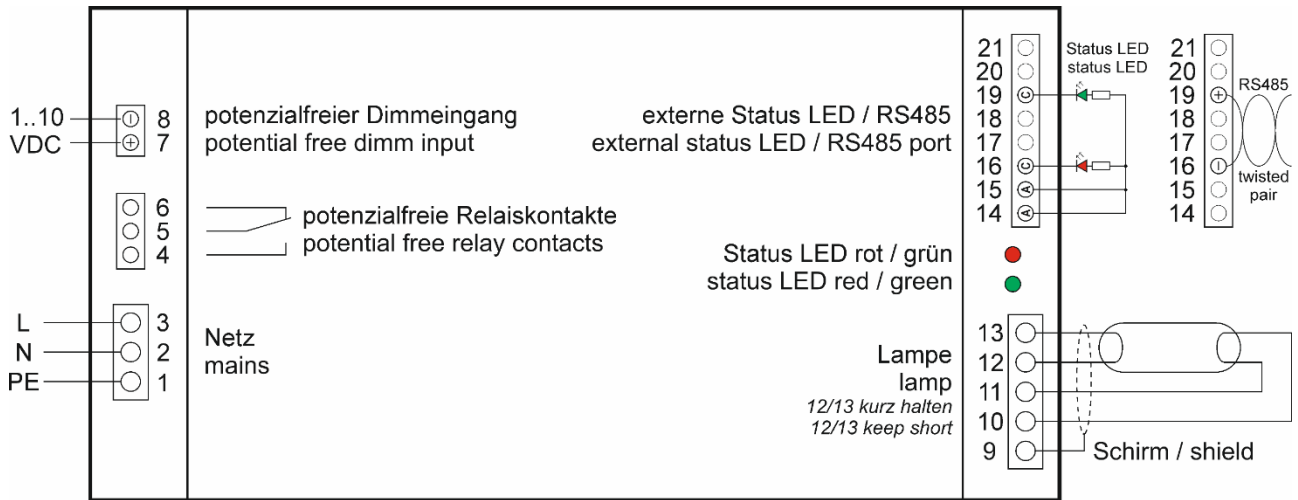 1..10
VDC
8
7
potenzialfreier Dimmeingang
potential free dimm input
6
5
4
potenzialfreie Relaiskontakte
potential free relay contacts
L
N
PE
3
2
1
Netz
mains
externe Status LED / RS485
external status LED / RS485 port
21
20
19 C
18
17
16 C
15 A
14 A
Status LED
status LED
21
20
19
18
17
16
15
14
RS485
twisted
pair
Status LED rot / grün
status LED red / green
Lampe
lamp
12/13 kurz halten
12/13 keep short
13
12
11
10
9
Schirm / shield